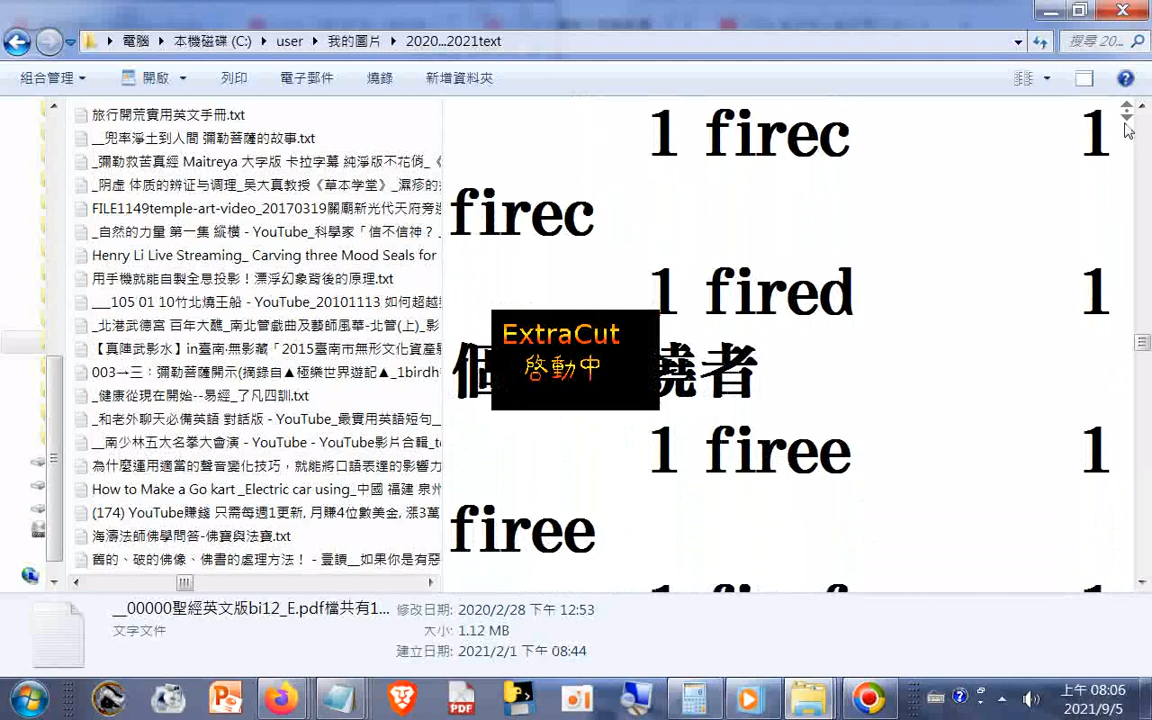 電腦 本機磁碟 (C:) user 我的圖片 2020...2021text
搜尋 20...
組合管理 開啟 列印 電子郵件 燒錄 新增資料夾
旅行開荒實用英文手冊.txt
__兜率淨土到人間 彌勒菩薩的故事.txt
_彌勒救苦真經 Maitreya 大字版 卡拉字幕 純淨版不花俏_《
_阴虚 体质的辨证与调理_吴大真教授《草本学堂》_濕疹的
FILE1149temple-art-video_20170319關廟新光代天府旁邊
_自然的力量 第一集 縱橫 - YouTube_科學家「信不信神？
Henry Li Live Streaming_ Carving three Mood Seals for
用手機就能自製全息投影！漂浮幻象背後的原理.txt
___105 01 10竹北燒王船 - YouTube_20101113 如何超越
_北港武德宮 百年大醮_南北管戲曲及藝師風華-北管(上)_影
【真陣武影水】in臺南·無影藏「2015臺南市無形文化資產
003→三：彌勒菩薩開示(摘錄自▲極樂世界遊記▲_1birdh
_健康從現在開始--易經_了凡四訓.txt
_和老外聊天必備英語 對話版 - YouTube_最實用英語短句_
__南少林五大名拳大會演 - YouTube - YouTube影片合輯_t
為什麼運用適當的聲音變化技巧，就能將口語表達的影響力
How to Make a Go kart _Electric car using_中國 福建 泉州
(174) YouTube賺錢 只需每週1更新, 月賺4位數美金, 漲3萬
海濤法師佛學問答-佛寶與法寶.txt
舊的、破的佛像、佛書的處理方法！ - 壹讀__如果你是有惡
1 firec 1
firec
1 fired 1
個
饒者
1 firee 1
firee
ExtraCut
啓動中
__00000聖經英文版bi12_E.pdf檔共有1... 修改日期: 2020/2/28 下午 12:53
文字文件 大小: 1.12 MB
建立日期: 2021/2/1 下午 08:44
PDF
上午 08:06
2021/9/5